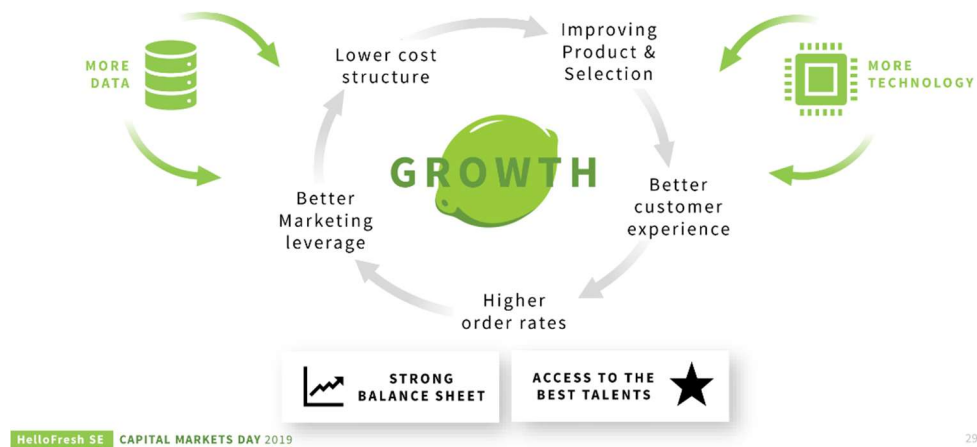 MORE
DATA
Lower cost
structure
Improving
Product &
Selection
MORE
TECHNOLOGY
GROWTH
Better
Marketing
leverage
Better
customer
experience
Higher
order rates
STRONG
BALANCE SHEET
ACCESS TO THE
BEST TALENTS
HelloFresh SE CAPITAL MARKETS DAY 2019
29